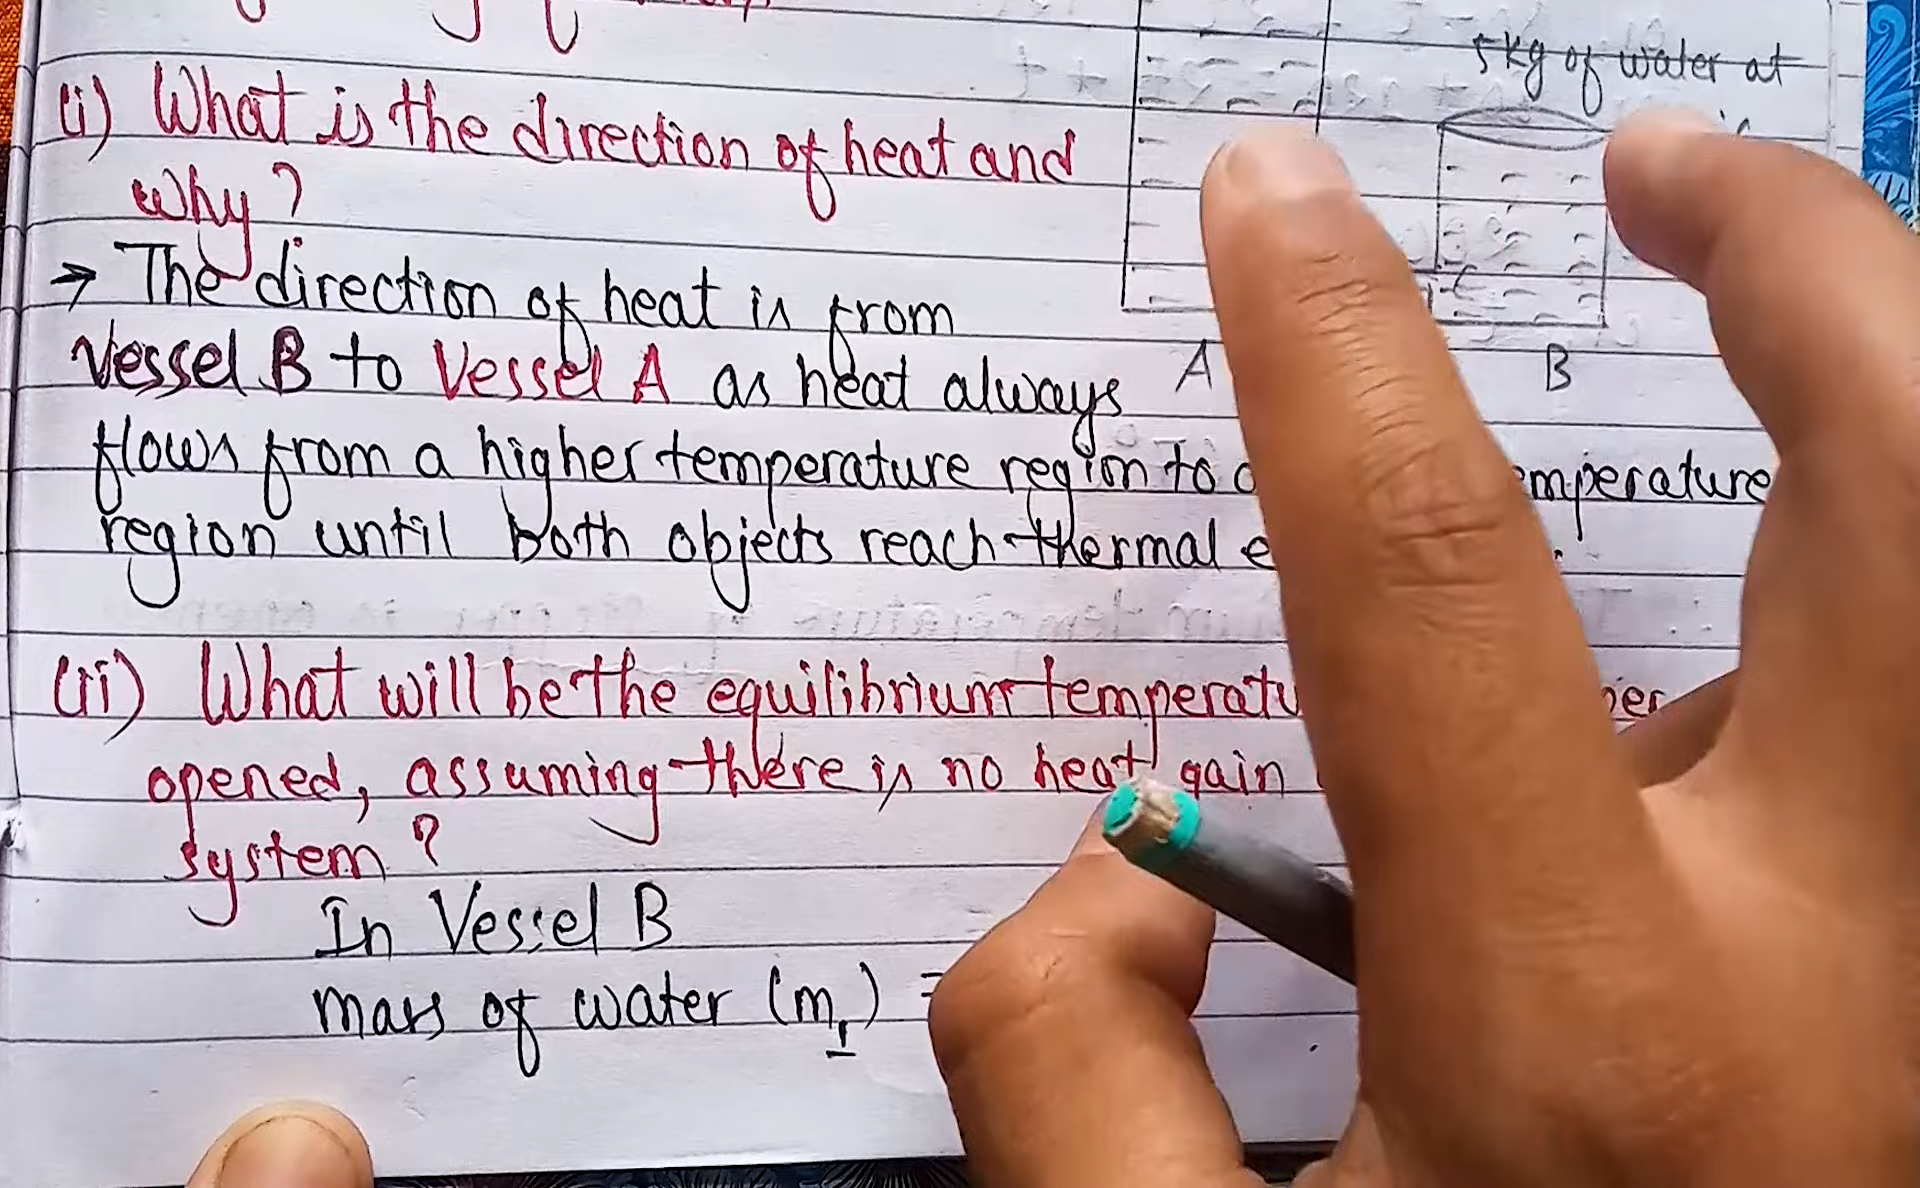 5kg of water at
(i) What is the direction of heat and
why?
→ The direction of heat is from
Vessel B to Vessel A as heat always
A
B
flows from a higher temperature region to
region until both objects reach thermal
(ii) What will be the equilibrium
opened, assuming there is no heat gain
system?
In Vessel B
mass of water (m₁) =